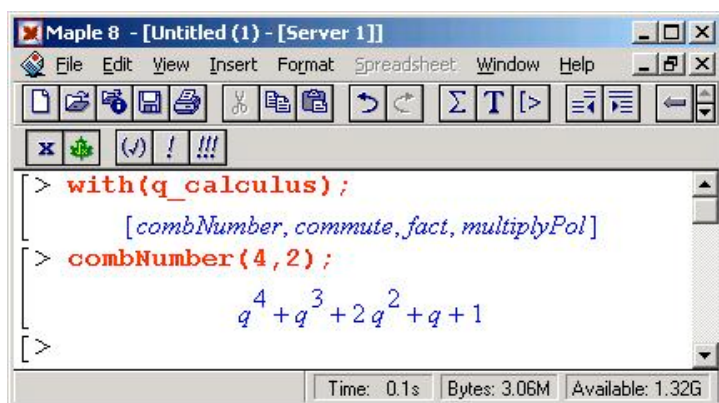 Maple 8 - [Untitled (1) - [Server 1]]
File Edit View Insert Format Spreadsheet Window Help
Σ T [>
x (√) ! !!!
[> with(q_calculus);
[combNumber, commute, fact, multiplyPol]
[> combNumber(4,2);
q^4 + q^3 + 2 q^2 + q + 1
[>
Time: 0.1s Bytes: 3.06M Available: 1.32G